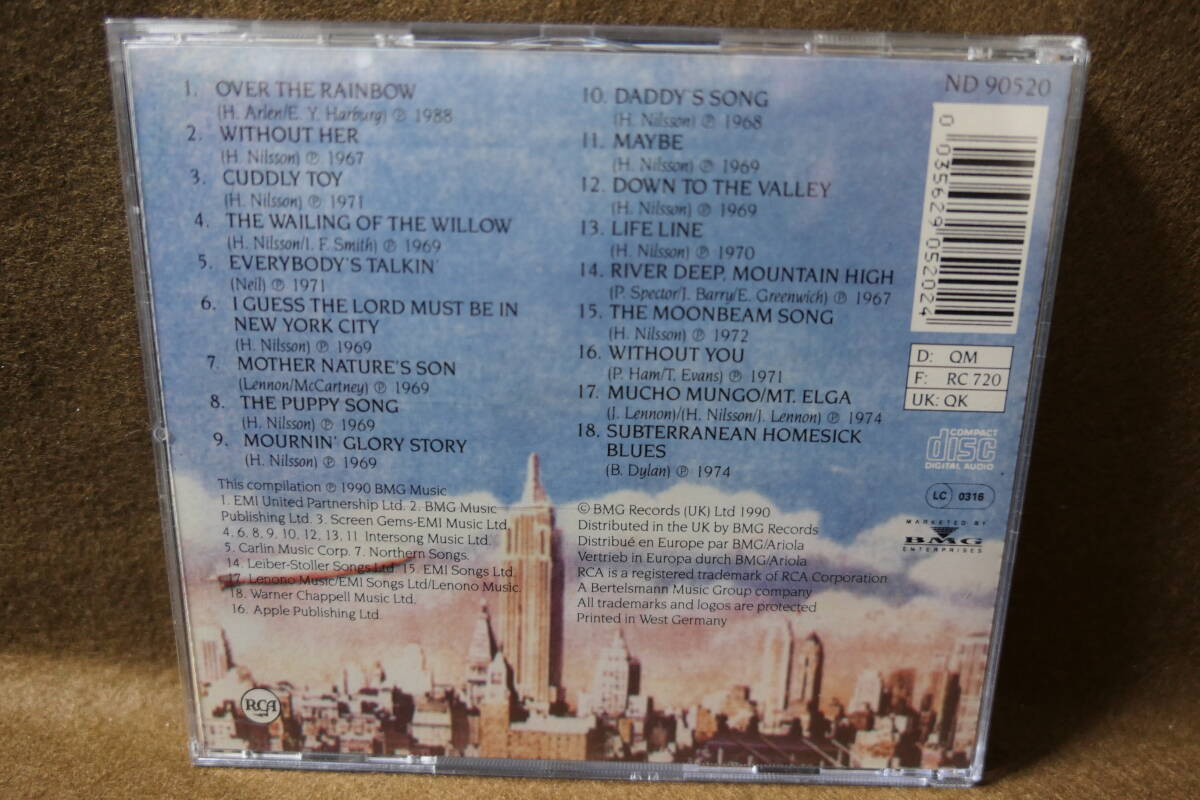 1. OVER THE RAINBOW
(H. Arlen/E. Y. Harburg) ℗ 1988
2. WITHOUT HER
(H. Nilsson) ℗ 1967
3. CUDDLY TOY
(H. Nilsson) ℗ 1971
4. THE WAILING OF THE WILLOW
(H. Nilsson/I. F. Smith) ℗ 1969
5. EVERYBODY'S TALKIN'
(Neil) ℗ 1971
6. I GUESS THE LORD MUST BE IN
NEW YORK CITY
(H. Nilsson) ℗ 1969
7. MOTHER NATURE'S SON
(Lennon/McCartney) ℗ 1969
8. THE PUPPY SONG
(H. Nilsson) ℗ 1969
9. MOURNIN' GLORY STORY
(H. Nilsson) ℗ 1969
10. DADDY'S SONG
(H. Nilsson) ℗ 1968
11. MAYBE
(H. Nilsson) ℗ 1969
12. DOWN TO THE VALLEY
(H. Nilsson) ℗ 1969
13. LIFE LINE
(H. Nilsson) ℗ 1970
14. RIVER DEEP, MOUNTAIN HIGH
(P. Spector/J. Barry/E. Greenwich) ℗ 1967
15. THE MOONBEAM SONG
(H. Nilsson) ℗ 1972
16. WITHOUT YOU
(P. Ham/T. Evans) ℗ 1971
17. MUCHO MUNGO/MT. ELGA
(J. Lennon)/(H. Nilsson/J. Lennon) ℗ 1974
18. SUBTERRANEAN HOMESICK
BLUES
(B. Dylan) ℗ 1974
ND 90520
0 035629 052024
D: QM
F: RC 720
UK: QK
COMPACT
disc
DIGITAL AUDIO
LC 0316
MARKETED BY
BMG
ENTERPRISES
This compilation ℗ 1990 BMG Music
1. EMI United Partnership Ltd. 2. BMG Music
Publishing Ltd. 3. Screen Gems-EMI Music Ltd.
4. 6. 8. 9. 10. 12. 13. 11 Intersong Music Ltd.
5. Carlin Music Corp. 7. Northern Songs.
14. Leiber-Stoller Songs Ltd. 15. EMI Songs Ltd.
17. Lenono Music/EMI Songs Ltd/Lenono Music.
18. Warner Chappell Music Ltd.
16. Apple Publishing Ltd.
© BMG Records (UK) Ltd 1990
Distributed in the UK by BMG Records
Distribué en Europe par BMG/Ariola
Vertrieb in Europa durch BMG/Ariola
RCA is a registered trademark of RCA Corporation
A Bertelsmann Music Group company
All trademarks and logos are protected
Printed in West Germany
RCA